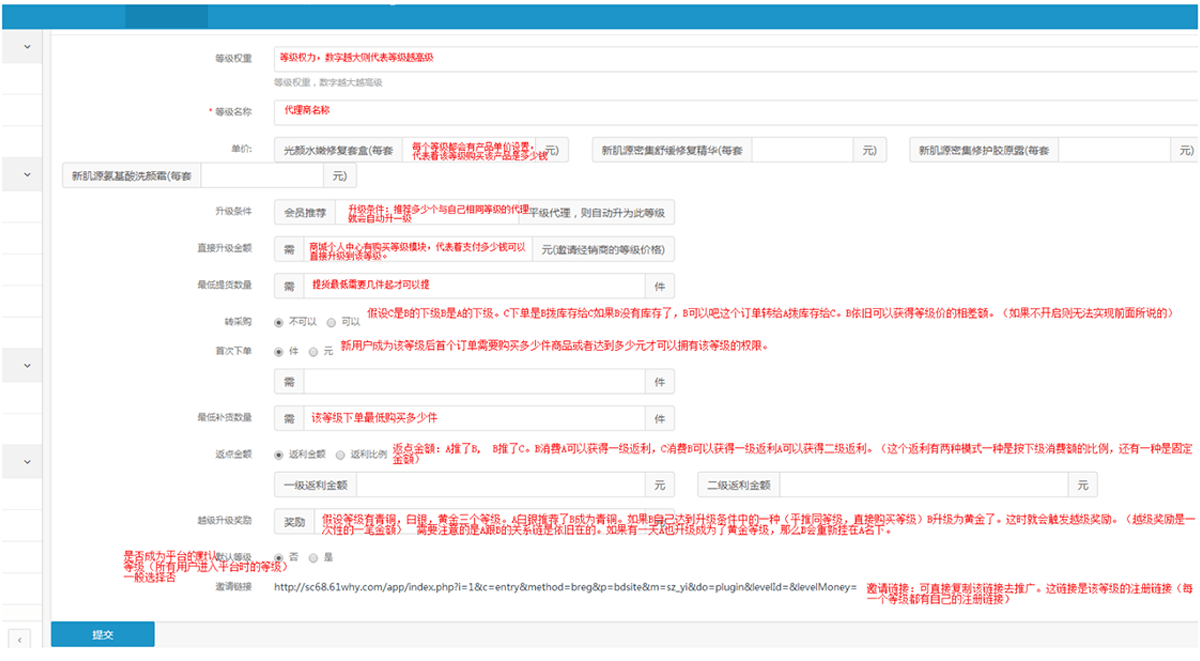 等级权重 等级权力，数字越大则代表等级越高级
等级权重，数字越大越高级
* 等级名称 代理商名称
单价: 光颜水嫩修复套盒(每套 每个等级都会有产品单价设置， 元) 新肌源密集舒缓修复精华(每套 元) 新肌源密集修护胶原露(每套 元)
代表着该等级购买该产品是多少钱
新肌源氨基酸洗颜霜(每套 元)
升级条件 会员推荐 升级条件：推荐多少个与自己相同等级的代理 平级代理，则自动升为此等级
就会自动升一级
直接升级金额 需 商城个人中心有购买等级模块，代表着支付多少钱可以 元(邀请经销商的等级价格)
直接升级到该等级。
最低提货数量 需 提货最低需要几件起才可以提 件
转采购 不可以 可以 假设C是B的下级B是A的下级。C下单是B拨库存给C如果B没有库存了，B可以吧这个订单转给A拨库存给C。B依旧可以获得等级价的相差额。（如果不开启则无法实现前面所说的）
首次下单 件 元 新用户成为该等级后首个订单需要购买多少件商品或者达到多少元才可以拥有该等级的权限。
需 件
最低补货数量 需 该等级下单最低购买多少件 件
返点金额 返利金额 返利比例 返点金额：A推了B， B推了C。B消费A可以获得一级返利，C消费B可以获得一级返利A可以获得二级返利。（这个返利有两种模式一种是按下级消费额的比例，还有一种是固定
金额）
一级返利金额 元 二级返利金额 元
越级升级奖励 奖励 假设等级有青铜，白银，黄金三个等级。A白银推荐了B成为青铜。如果B自己达到升级条件中的一种（平推同等级，直接购买等级）B升级为黄金了。这时就会触发越级奖励。（越级奖励是一
次性的一笔金额） 需要注意的是A跟B的关系链是依旧在的。如果有一天A也升级成为了黄金等级，那么B会重新挂在A名下。
是否成为平台的默认 默认等级 否 是
等级（所有用户进入平台时的等级）
一般选择否
邀请链接 http://sc68.61why.com/app/index.php?i=1&c=entry&method=breg&p=bdsite&m=sz_yi&do=plugin&levelId=&levelMoney= 邀请链接：可直接复制该链接去推广。这链接是该等级的注册链接（每
一个等级都有自己的注册链接）
提交